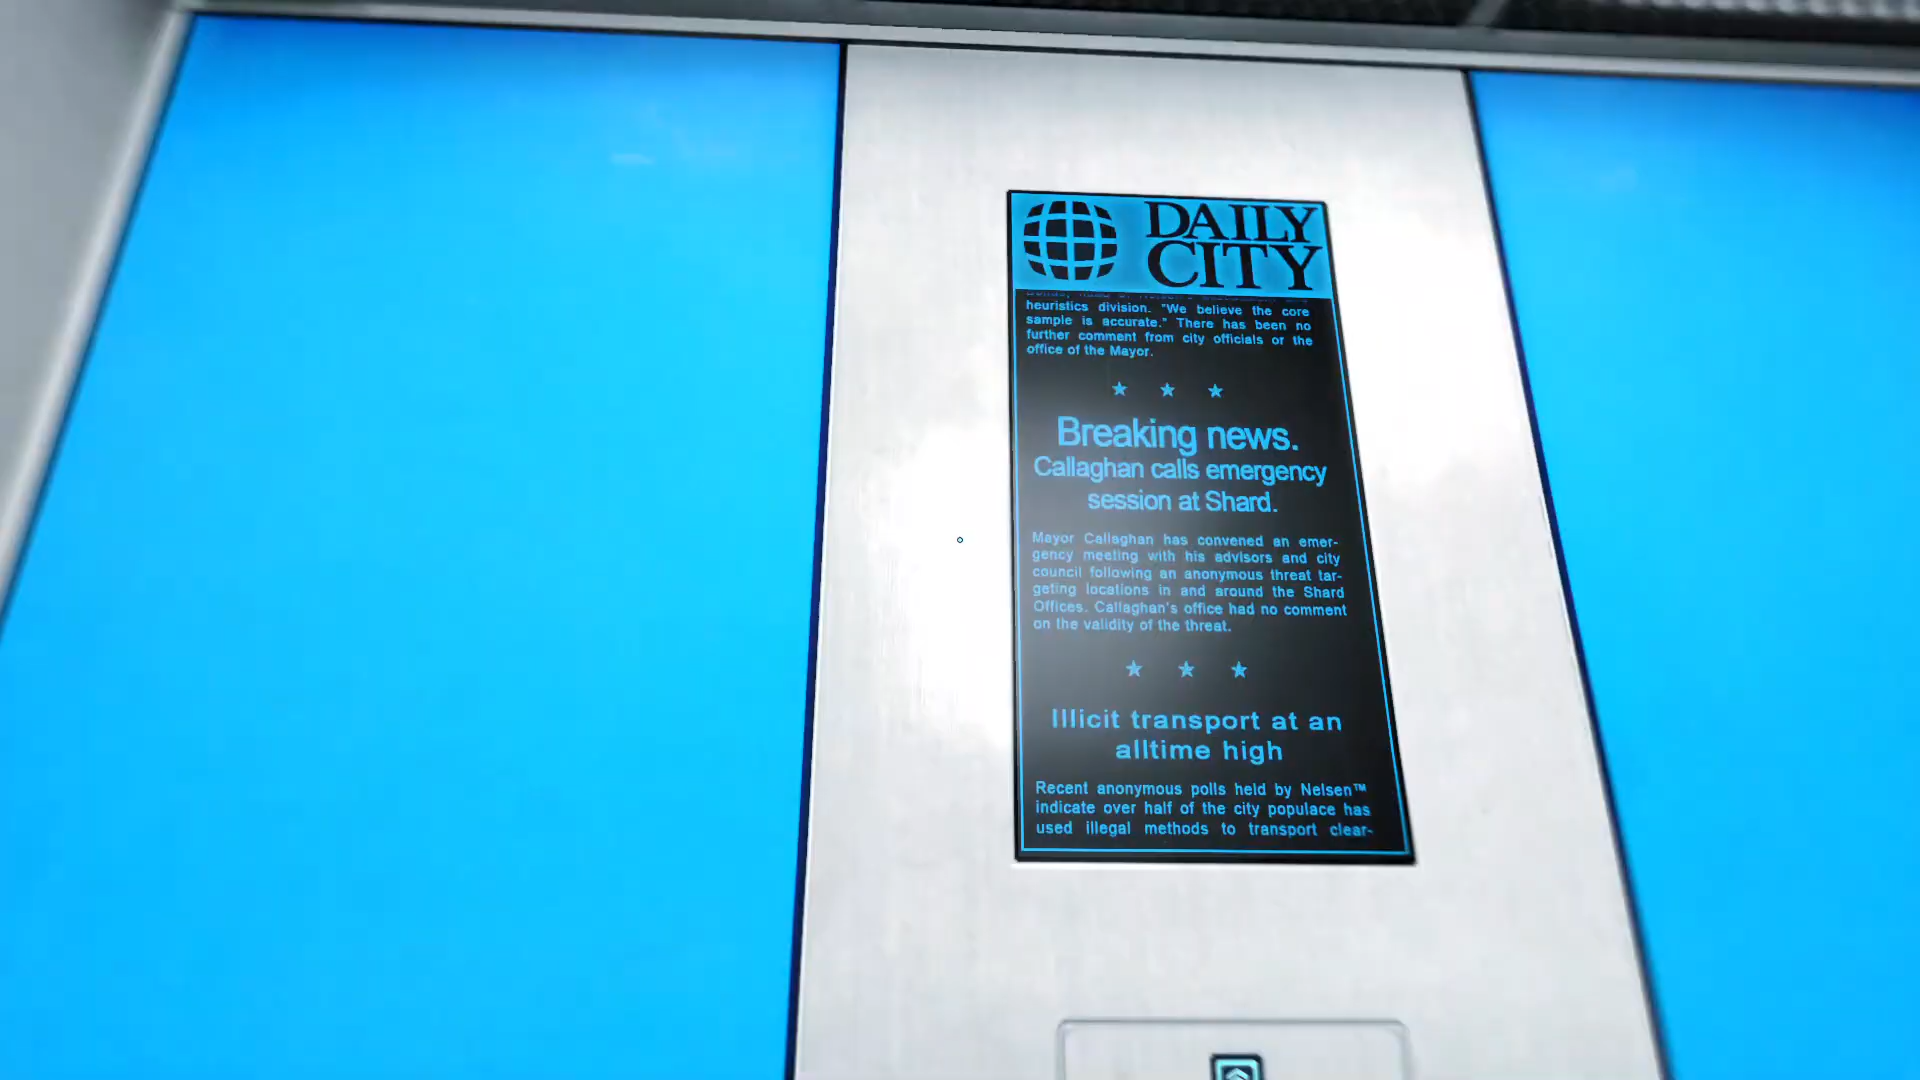 DAILY
CITY
heuristics division. "We believe the core
sample is accurate." There has been no
further comment from city officials or the
office of the Mayor.
Breaking news.
Callaghan calls emergency
session at Shard.
Mayor Callaghan has convened an emer-
gency meeting with his advisors and city
council following an anonymous threat tar-
geting locations in and around the Shard
Offices. Callaghan's office had no comment
on the validity of the threat.
Illicit transport at an
alltime high
Recent anonymous polls held by Nelsen™
indicate over half of the city populace has
used illegal methods to transport clear-